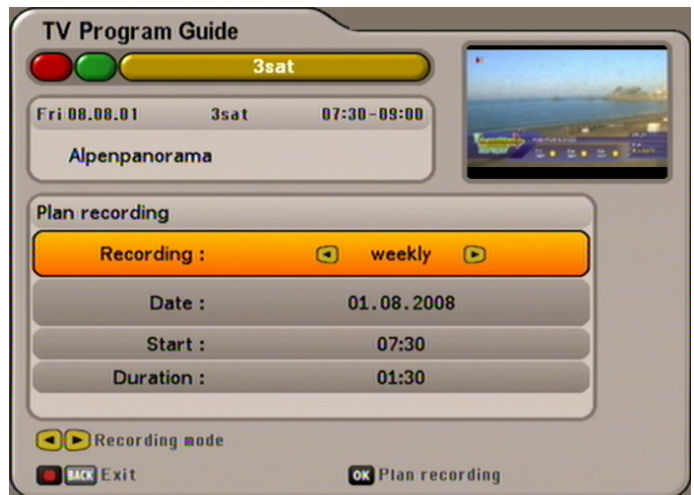 TV Program Guide
3sat
Fri 08.08.01 3sat 07:30-09:00
Alpenpanorama
Plan recording
Recording : weekly
Date : 01.08.2008
Start : 07:30
Duration : 01:30
Recording mode
BACK Exit OK Plan recording